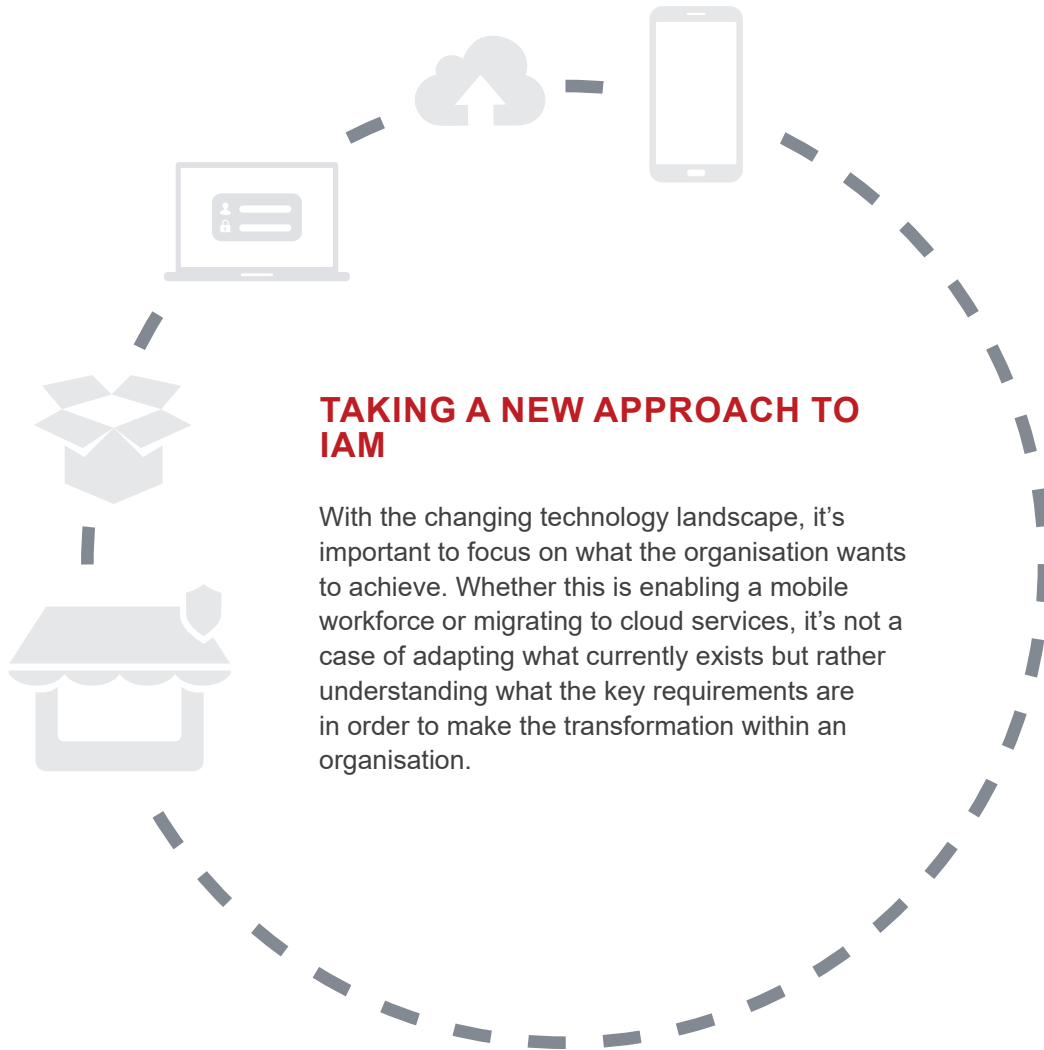 TAKING A NEW APPROACH TO
IAM
With the changing technology landscape, it’s
important to focus on what the organisation wants
to achieve. Whether this is enabling a mobile
workforce or migrating to cloud services, it’s not a
case of adapting what currently exists but rather
understanding what the key requirements are
in order to make the transformation within an
organisation.